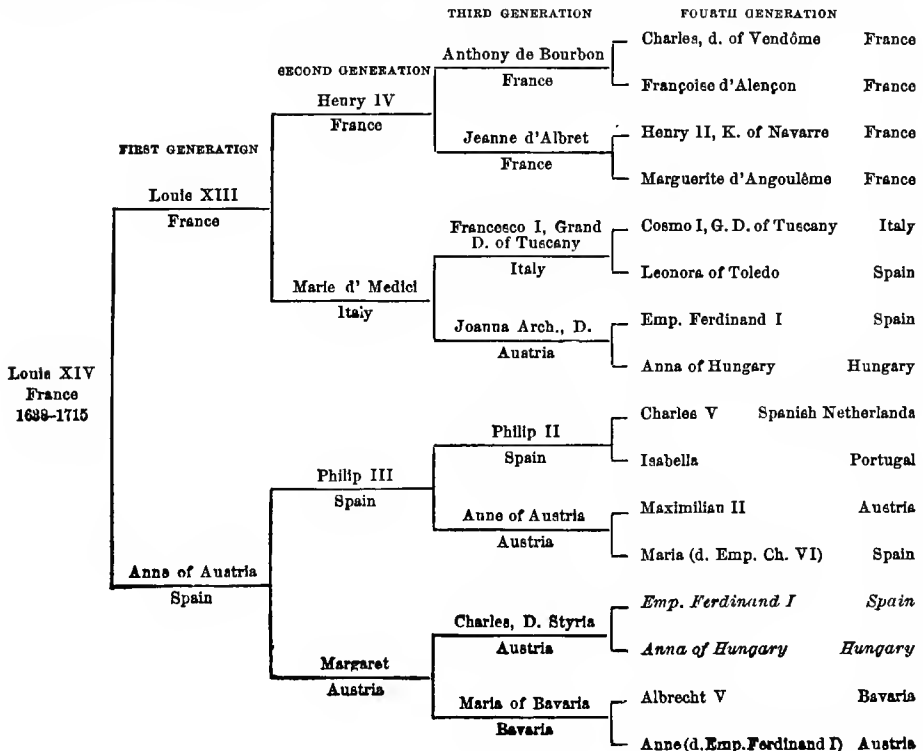 THIRD GENERATION
FOURTH GENERATION
Charles, d. of Vendôme France
Anthony de Bourbon
France
SECOND GENERATION
Françoise d'Alençon France
Henry IV
France
Henry II, K. of Navarre France
Jeanne d'Albret
France
FIRST GENERATION
Marguerite d'Angoulême France
Louis XIII
France
Francesco I, Grand
D. of Tuscany
Italy
Cosmo I, G. D. of Tuscany Italy
Leonora of Toledo Spain
Marie d' Medici
Italy
Joanna Arch., D.
Austria
Emp. Ferdinand I Spain
Anna of Hungary Hungary
Louis XIV
France
1638–1715
Charles V Spanish Netherlands
Philip II
Spain
Isabella Portugal
Philip III
Spain
Maximilian II Austria
Anne of Austria
Austria
Maria (d. Emp. Ch. VI) Spain
Anne of Austria
Spain
Emp. Ferdinand I Spain
Charles, D. Styria
Austria
Anna of Hungary Hungary
Margaret
Austria
Albrecht V Bavaria
Maria of Bavaria
Bavaria
Anne (d. Emp. Ferdinand I) Austria